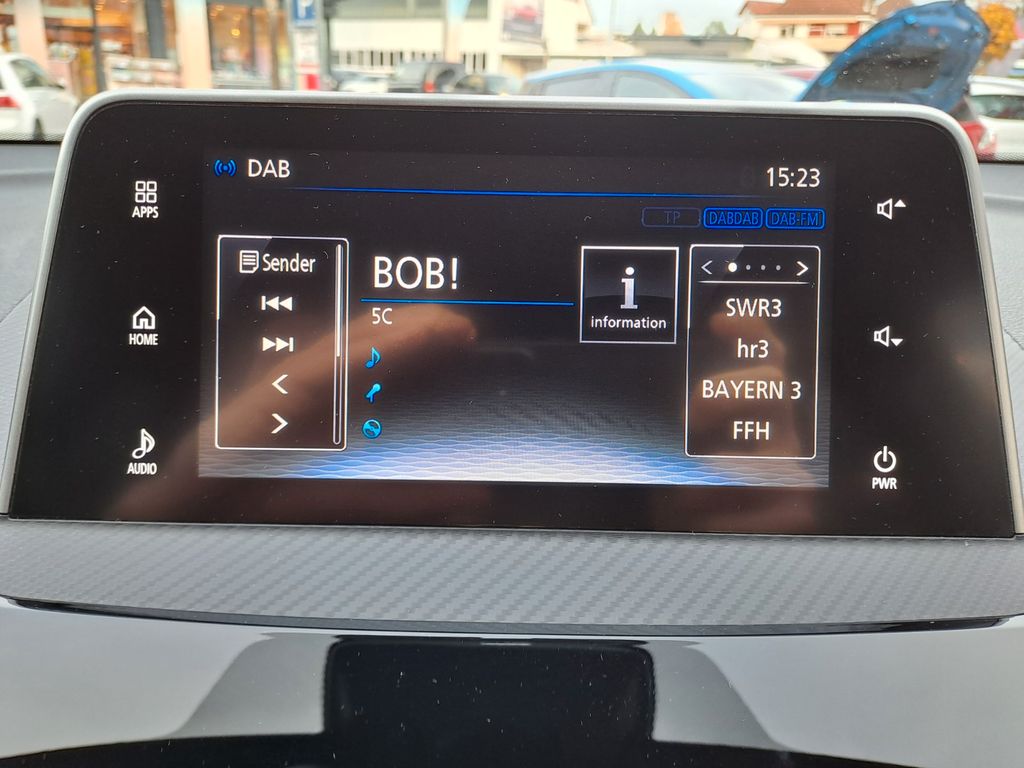 DAB
15:23
APPS
TP
DABDAB
DAB-FM
Sender
BOB!
5C
information
SWR3
hr3
BAYERN 3
FFH
HOME
AUDIO
PWR
P